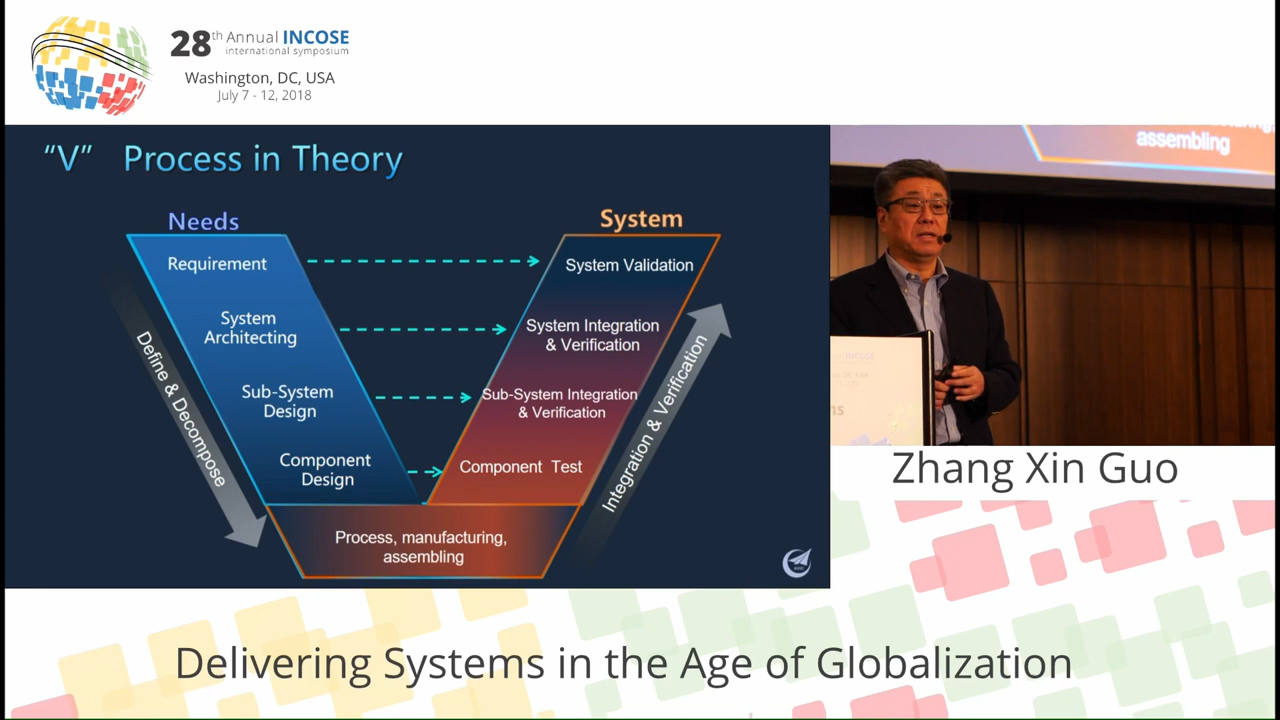 28th Annual INCOSE
international symposium
Washington, DC, USA
July 7 - 12, 2018
“V” Process in Theory
Needs
System
Requirement
System Validation
System
Architecting
System Integration
& Verification
Sub-System
Design
Sub-System Integration
& Verification
Component
Design
Component Test
Define & Decompose
Integration & Verification
Process, manufacturing,
assembling
assembling
INCOSE
Zhang Xin Guo
Delivering Systems in the Age of Globalization